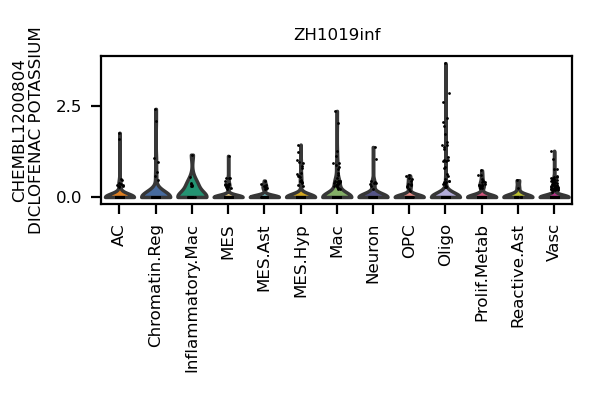 ZH1019inf
CHEMBL1200804
DICLOFENAC POTASSIUM
2.5
0.0
AC
Chromatin.Reg
Inflammatory.Mac
MES
MES.Ast
MES.Hyp
Mac
Neuron
OPC
Oligo
Prolif.Metab
Reactive.Ast
Vasc